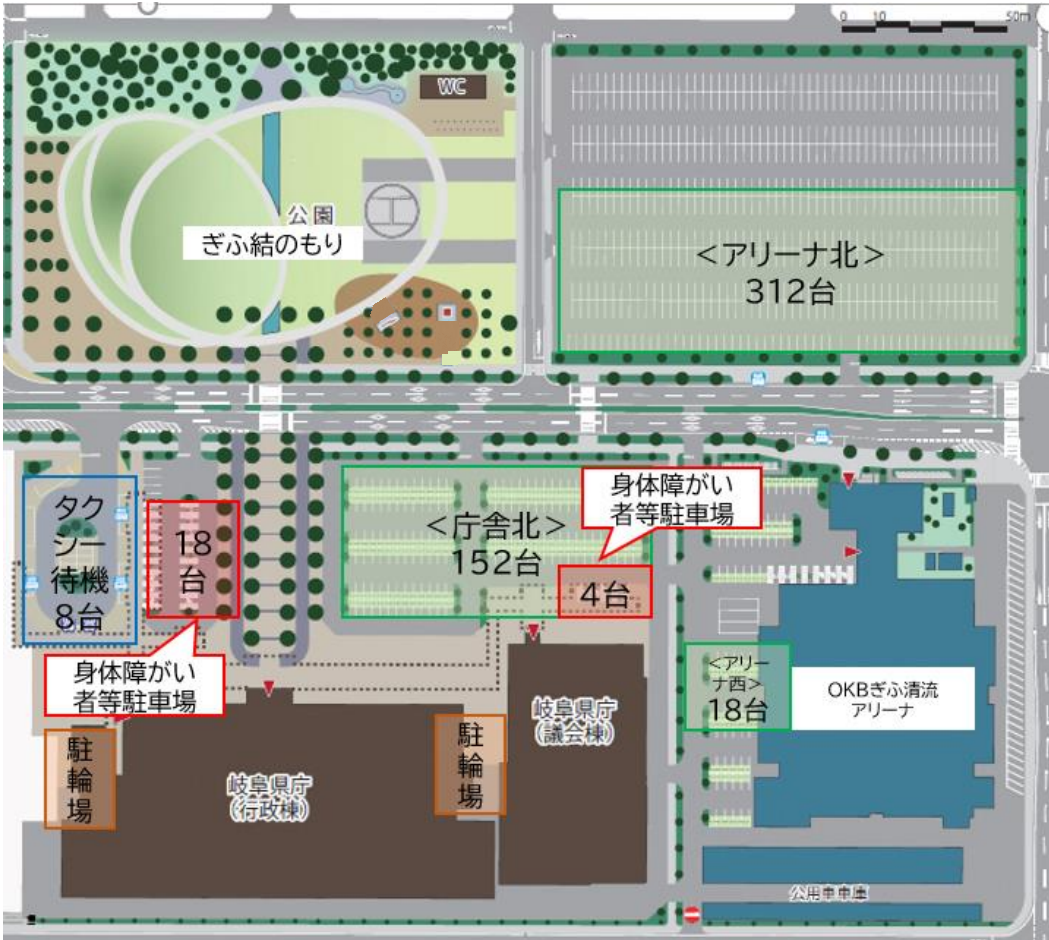 0 10 50m
WC
公園
ぎふ結のもり
＜アリーナ北＞
312台
タク
シー
待機
8台
18
台
＜庁舎北＞
152台
身体障がい
者等駐車場
4台
身体障がい
者等駐車場
＜アリー
ナ西＞
18台
OKBぎふ清流
アリーナ
岐阜県庁
(議会棟)
駐
輪
場
岐阜県庁
(行政棟)
駐
輪
場
公用車車庫